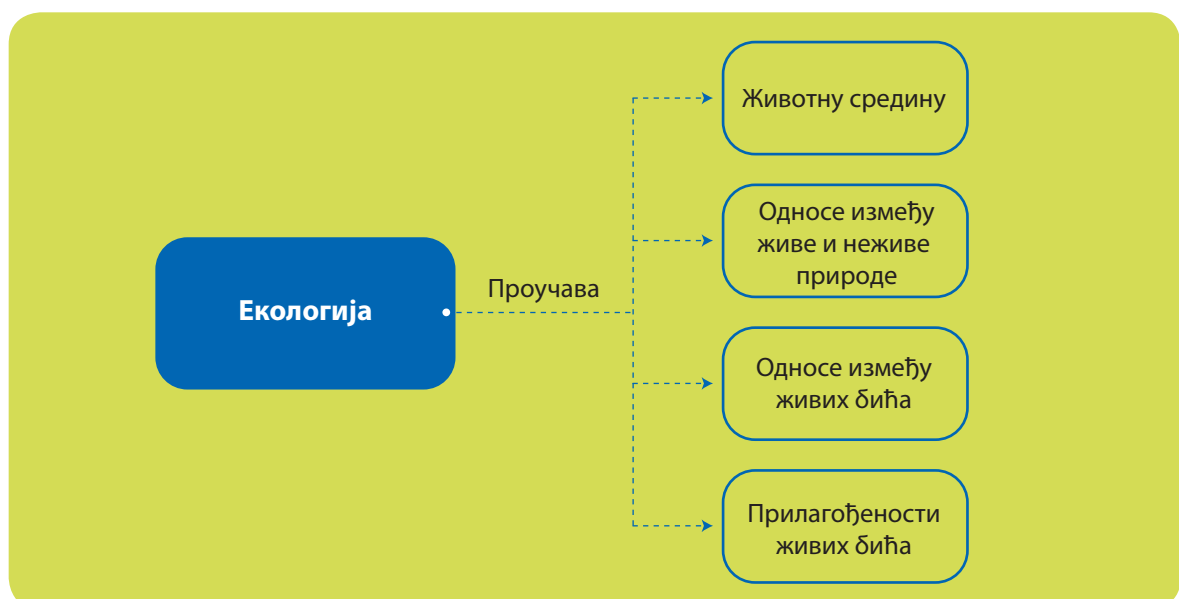 Екологија
Проучава
Животну средину
Односе између
живе и неживе
природе
Односе између
живих бића
Прилагођености
живих бића